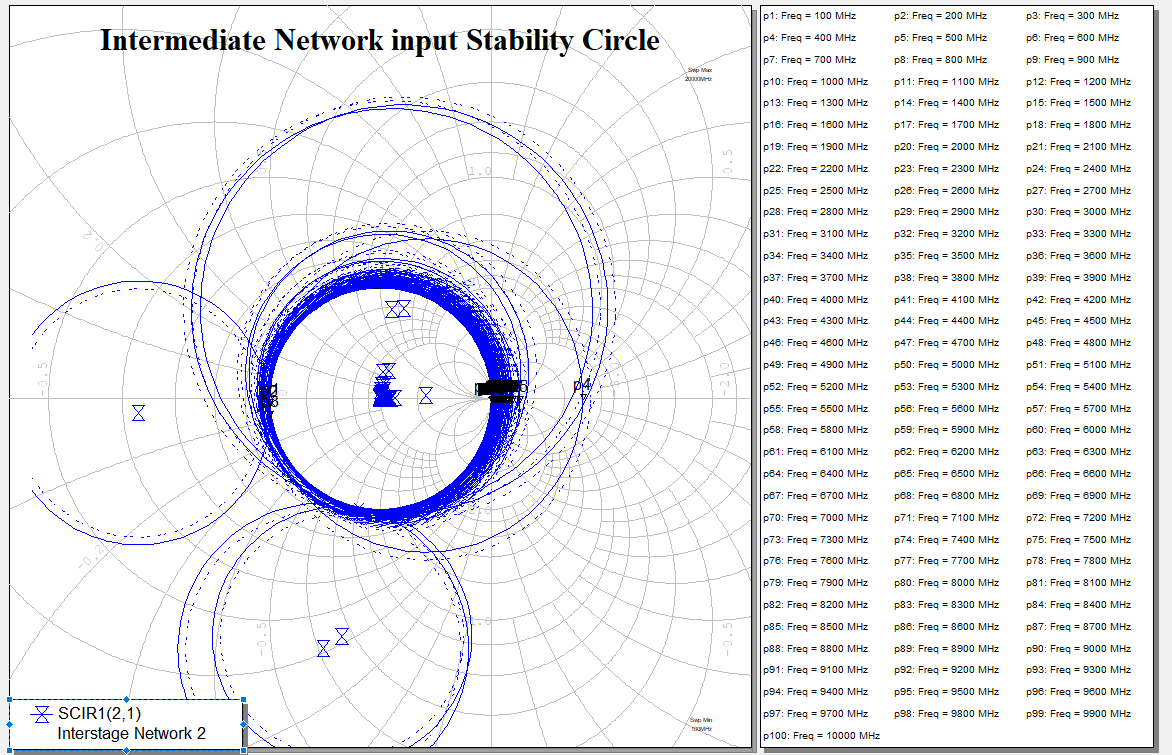 Intermediate Network input Stability Circle
Swp Max
20000MHz
0.5
1.0
0.2
-0.5
-2.0
p4
-0.2
-0.5
-0.5
SCIR1(2,1)
Interstage Network 2
Swp Min
100MHz
p1: Freq = 100 MHz p2: Freq = 200 MHz p3: Freq = 300 MHz
p4: Freq = 400 MHz p5: Freq = 500 MHz p6: Freq = 600 MHz
p7: Freq = 700 MHz p8: Freq = 800 MHz p9: Freq = 900 MHz
p10: Freq = 1000 MHz p11: Freq = 1100 MHz p12: Freq = 1200 MHz
p13: Freq = 1300 MHz p14: Freq = 1400 MHz p15: Freq = 1500 MHz
p16: Freq = 1600 MHz p17: Freq = 1700 MHz p18: Freq = 1800 MHz
p19: Freq = 1900 MHz p20: Freq = 2000 MHz p21: Freq = 2100 MHz
p22: Freq = 2200 MHz p23: Freq = 2300 MHz p24: Freq = 2400 MHz
p25: Freq = 2500 MHz p26: Freq = 2600 MHz p27: Freq = 2700 MHz
p28: Freq = 2800 MHz p29: Freq = 2900 MHz p30: Freq = 3000 MHz
p31: Freq = 3100 MHz p32: Freq = 3200 MHz p33: Freq = 3300 MHz
p34: Freq = 3400 MHz p35: Freq = 3500 MHz p36: Freq = 3600 MHz
p37: Freq = 3700 MHz p38: Freq = 3800 MHz p39: Freq = 3900 MHz
p40: Freq = 4000 MHz p41: Freq = 4100 MHz p42: Freq = 4200 MHz
p43: Freq = 4300 MHz p44: Freq = 4400 MHz p45: Freq = 4500 MHz
p46: Freq = 4600 MHz p47: Freq = 4700 MHz p48: Freq = 4800 MHz
p49: Freq = 4900 MHz p50: Freq = 5000 MHz p51: Freq = 5100 MHz
p52: Freq = 5200 MHz p53: Freq = 5300 MHz p54: Freq = 5400 MHz
p55: Freq = 5500 MHz p56: Freq = 5600 MHz p57: Freq = 5700 MHz
p58: Freq = 5800 MHz p59: Freq = 5900 MHz p60: Freq = 6000 MHz
p61: Freq = 6100 MHz p62: Freq = 6200 MHz p63: Freq = 6300 MHz
p64: Freq = 6400 MHz p65: Freq = 6500 MHz p66: Freq = 6600 MHz
p67: Freq = 6700 MHz p68: Freq = 6800 MHz p69: Freq = 6900 MHz
p70: Freq = 7000 MHz p71: Freq = 7100 MHz p72: Freq = 7200 MHz
p73: Freq = 7300 MHz p74: Freq = 7400 MHz p75: Freq = 7500 MHz
p76: Freq = 7600 MHz p77: Freq = 7700 MHz p78: Freq = 7800 MHz
p79: Freq = 7900 MHz p80: Freq = 8000 MHz p81: Freq = 8100 MHz
p82: Freq = 8200 MHz p83: Freq = 8300 MHz p84: Freq = 8400 MHz
p85: Freq = 8500 MHz p86: Freq = 8600 MHz p87: Freq = 8700 MHz
p88: Freq = 8800 MHz p89: Freq = 8900 MHz p90: Freq = 9000 MHz
p91: Freq = 9100 MHz p92: Freq = 9200 MHz p93: Freq = 9300 MHz
p94: Freq = 9400 MHz p95: Freq = 9500 MHz p96: Freq = 9600 MHz
p97: Freq = 9700 MHz p98: Freq = 9800 MHz p99: Freq = 9900 MHz
p100: Freq = 10000 MHz